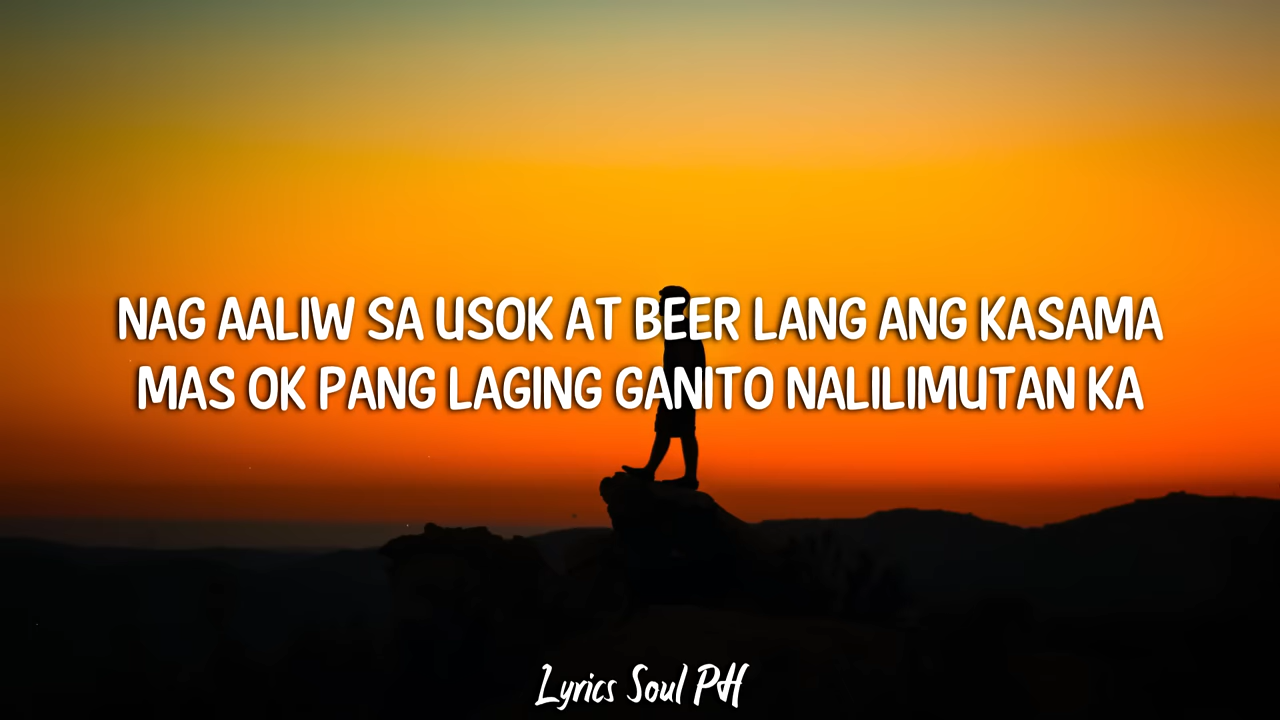 NAG AALIW SA USOK AT BEER LANG ANG KASAMA
MAS OK PANG LAGING GANITO NALILIMUTAN KA
Lyrics Soul PH